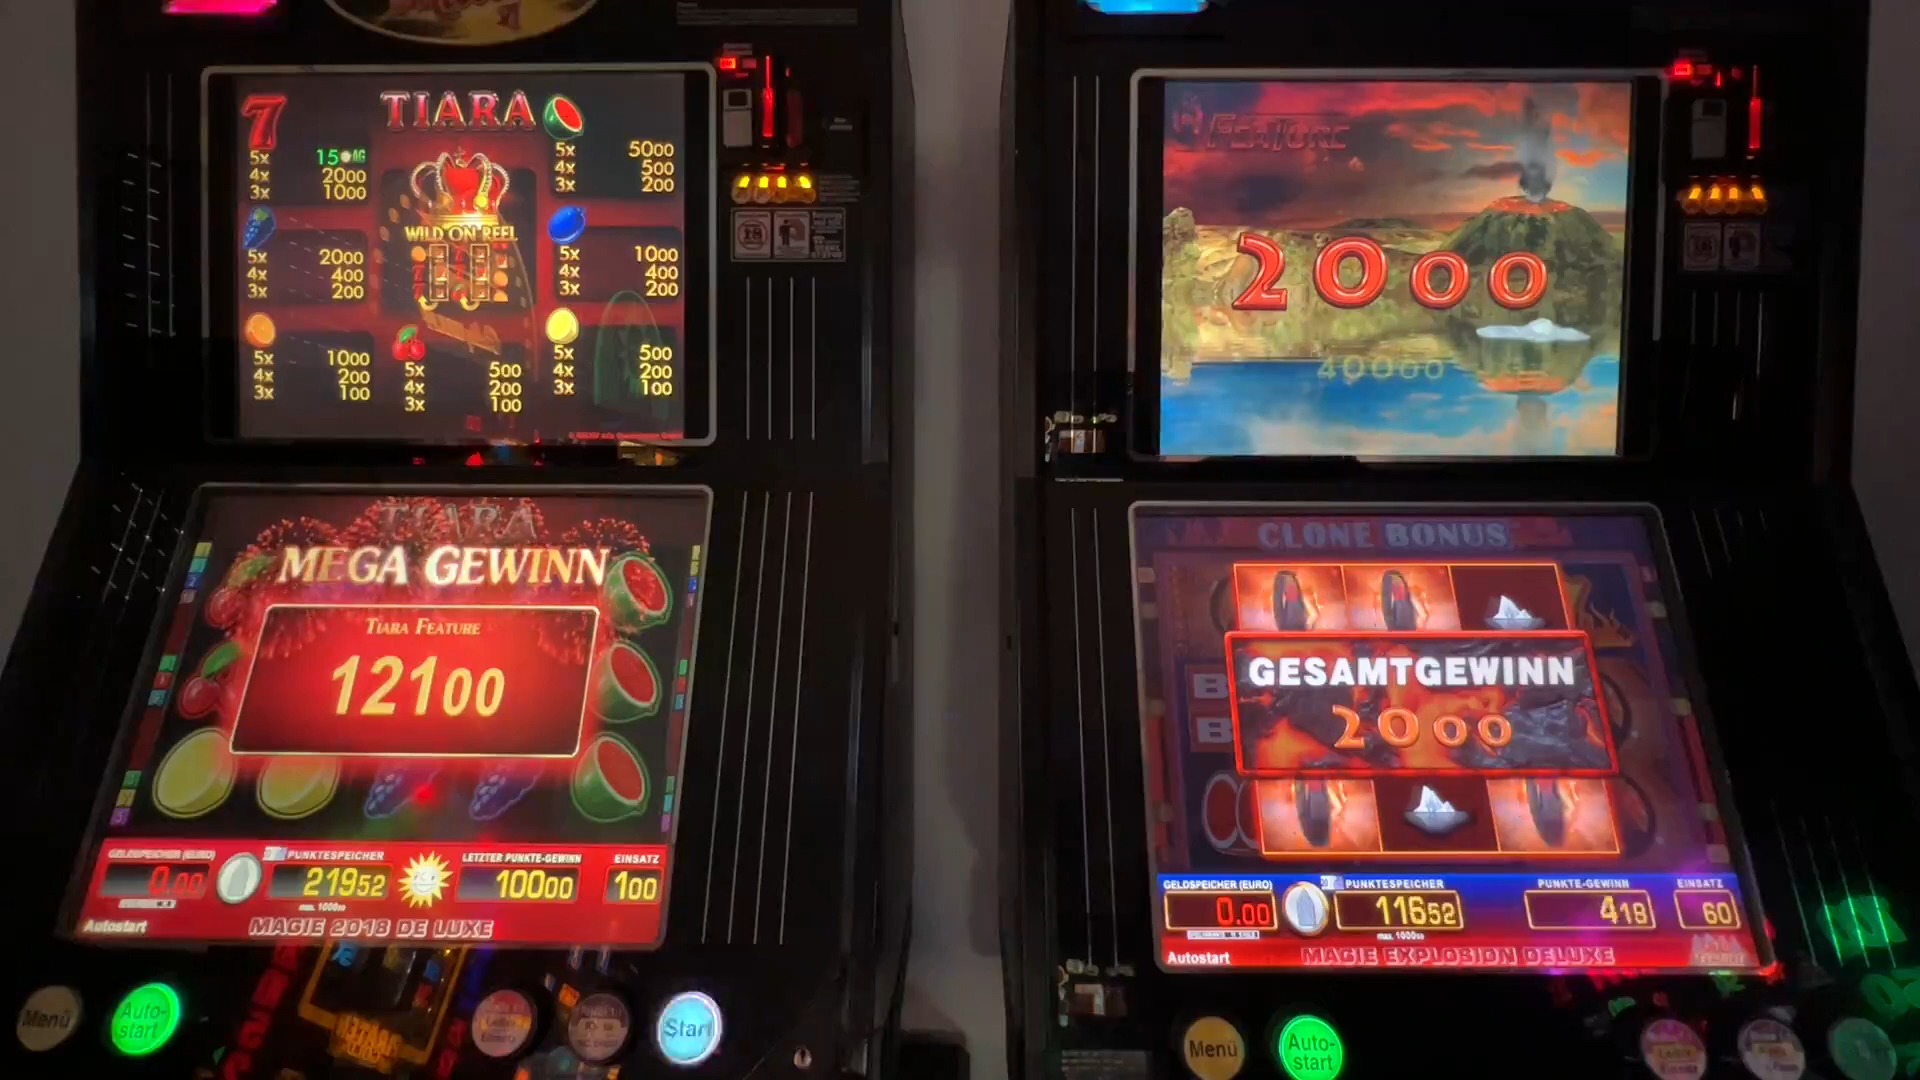 TIARA
5x 15 AG
4x 2000
3x 1000
5x 5000
4x 500
3x 200
WILD ON REEL
5x 2000
4x 400
3x 200
5x 1000
4x 400
3x 200
5x 1000
4x 200
3x 100
5x 500
4x 200
3x 100
5x 500
4x 200
3x 100
TIARA
MEGA GEWINN
TIARA FEATURE
12100
GELDSPEICHER (EURO)
PUNKTESPEICHER
LETZTER PUNKTE-GEWINN
EINSATZ
0.00
21952
10000
100
max. 100000
Autostart
MAGIE 2018 DE LUXE
Menü
Auto-
start
Start
FEATURE
2000
40000
CLONE BONUS
GESAMTGEWINN
2000
GELDSPEICHER (EURO)
PUNKTESPEICHER
PUNKTE-GEWINN
EINSATZ
0.00
11652
418
60
max. 100000
Autostart
MAGIE EXPLOSION DELUXE
Menü
Auto-
start